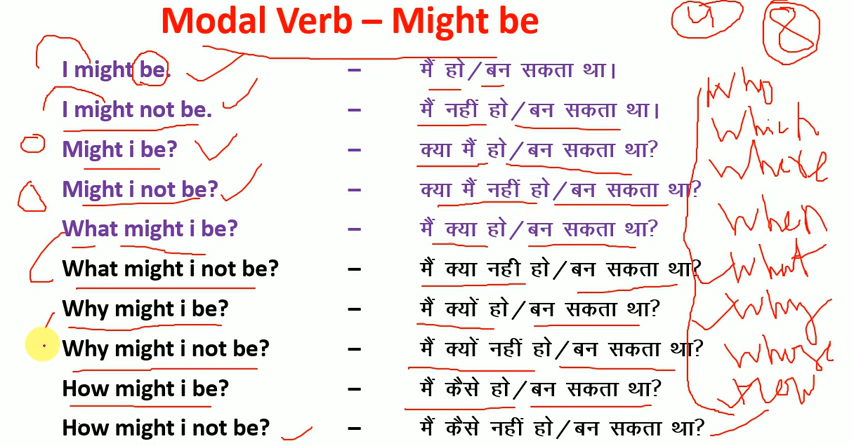 Modal Verb – Might be
4 8
I might be. – मैं हो/बन सकता था।
I might not be. – मैं नहीं हो/बन सकता था।
Might i be? – क्या मैं हो/बन सकता था?
Might i not be? – क्या मैं नहीं हो/बन सकता था?
What might i be? – मैं क्या हो/बन सकता था?
What might i not be? – मैं क्या नही हो/बन सकता था?
Why might i be? – मैं क्यों हो/बन सकता था?
Why might i not be? – मैं क्यों नहीं हो/बन सकता था?
How might i be? – मैं कैसे हो/बन सकता था?
How might i not be? – मैं कैसे नहीं हो/बन सकता था?
Who
Which
Where
When
What
Why
Whose
How